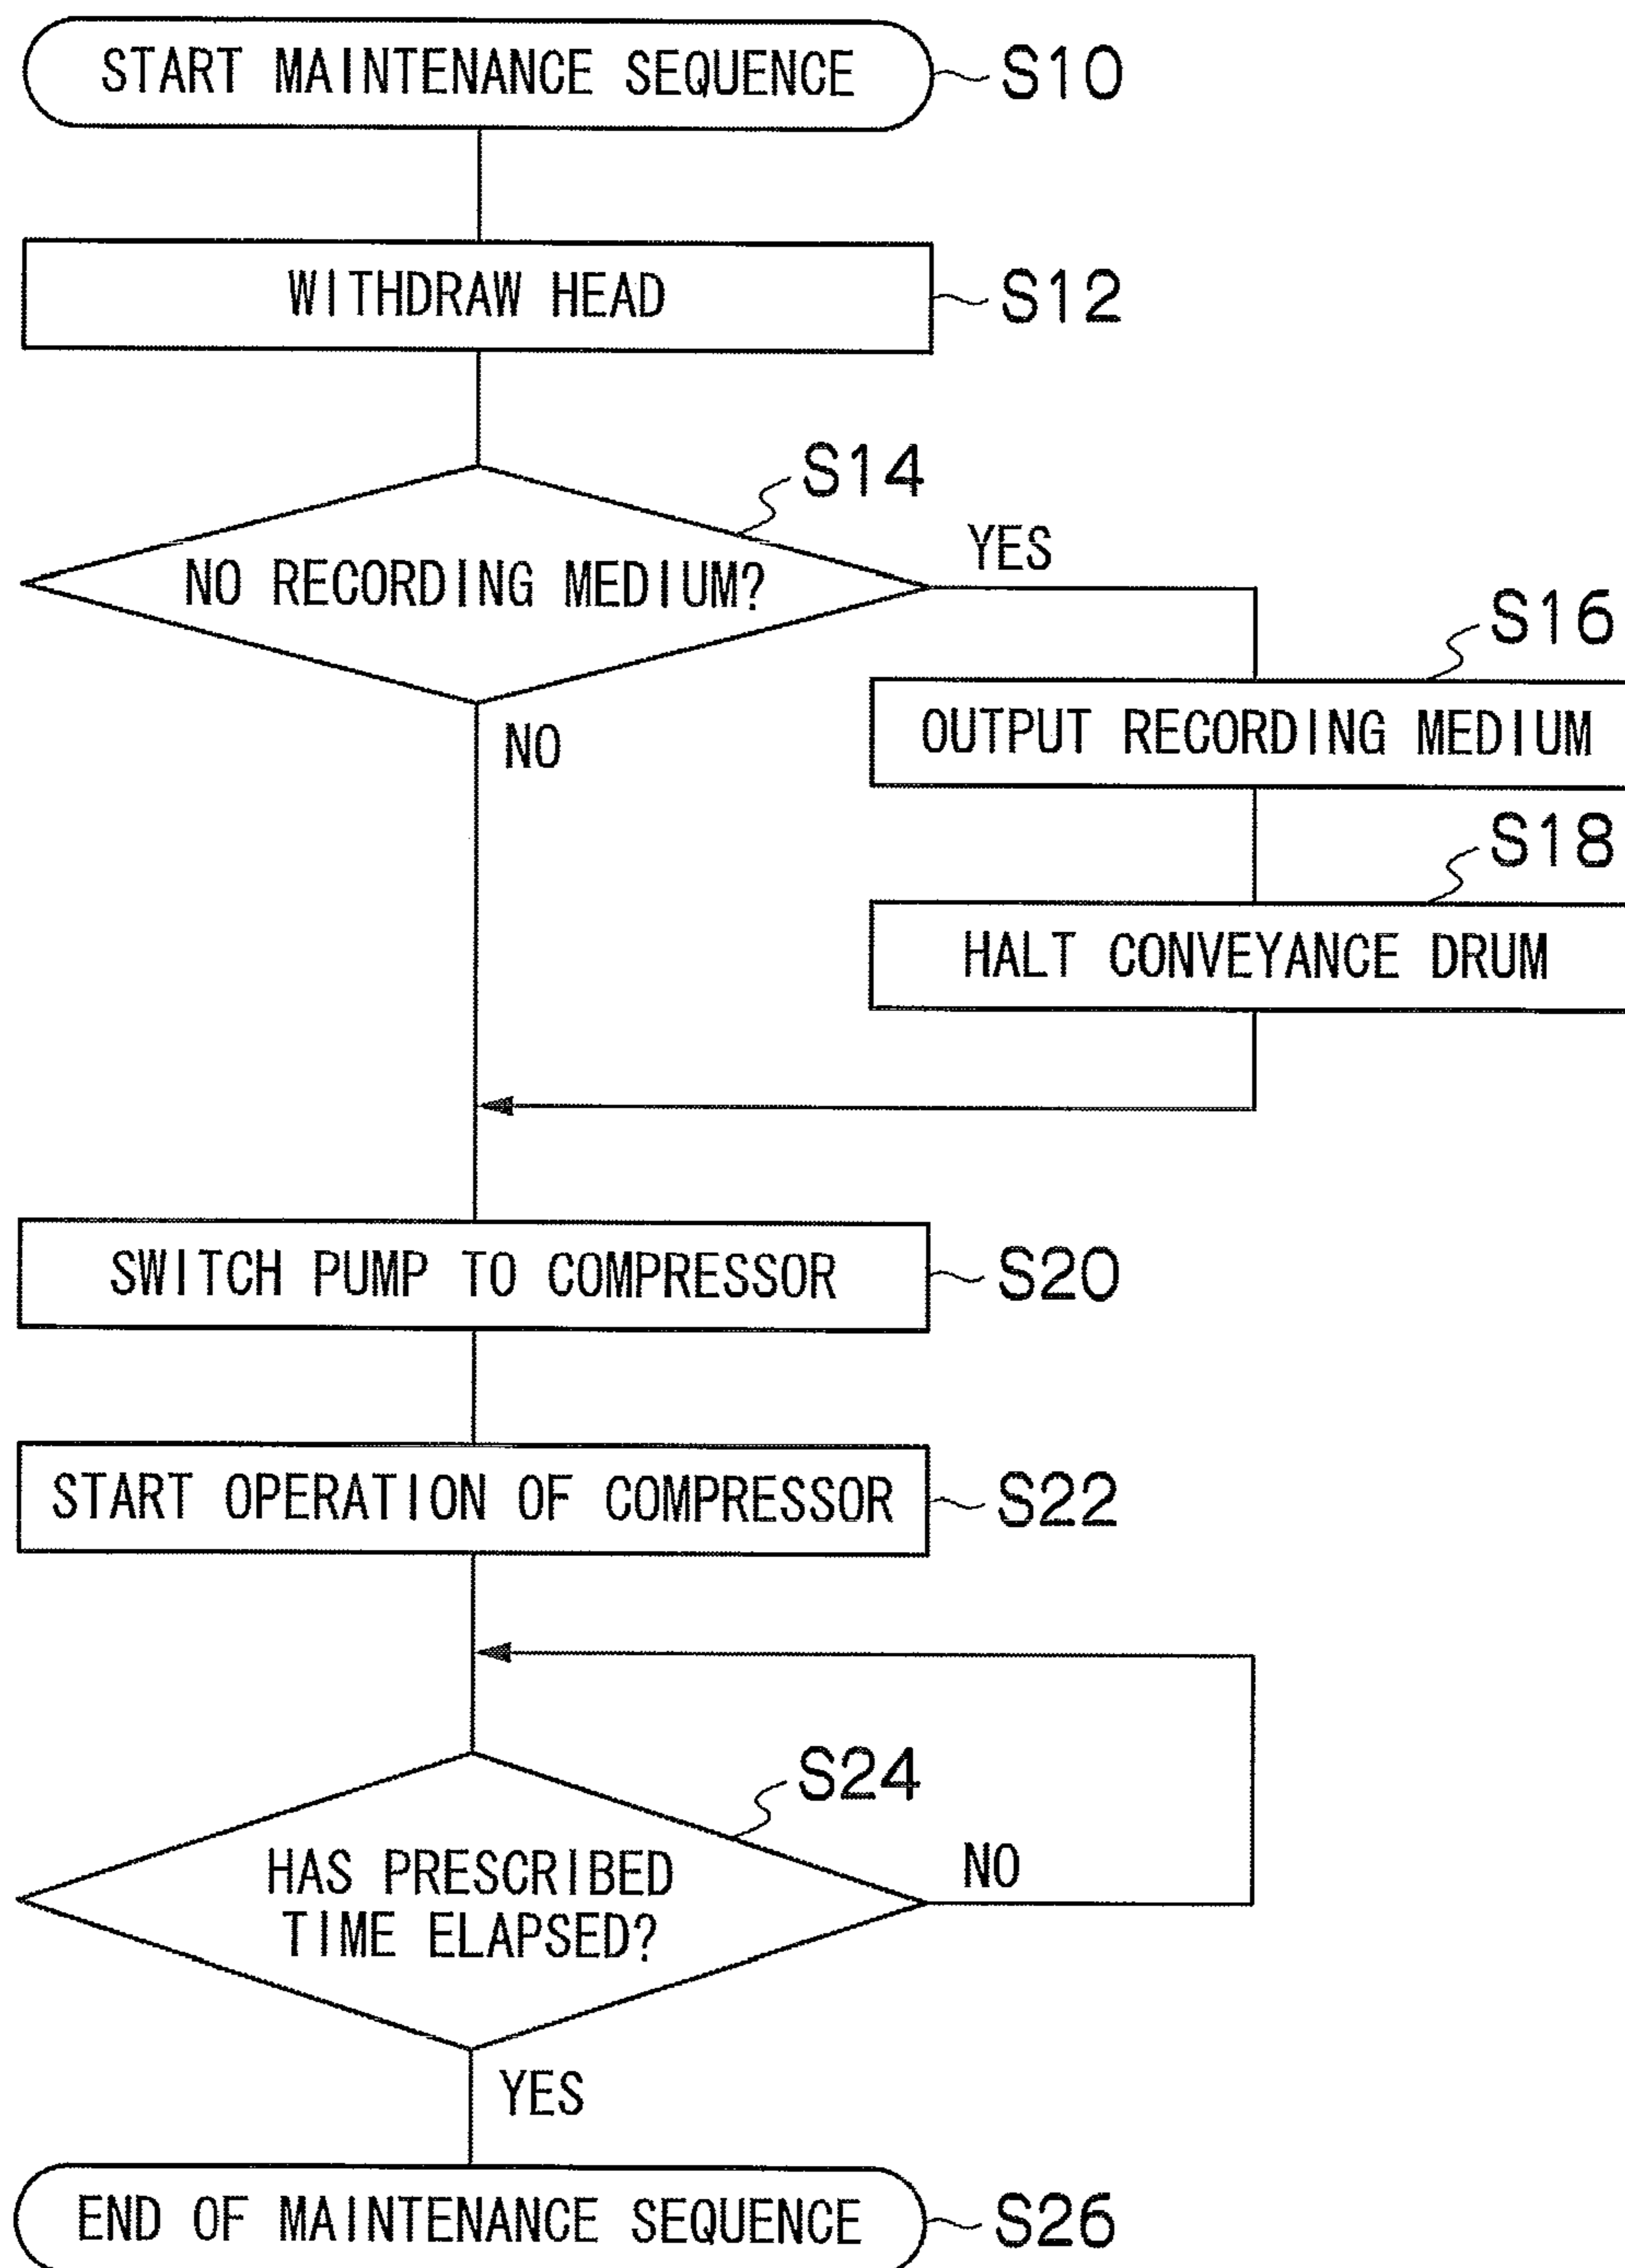 START MAINTENANCE SEQUENCE
S10
WITHDRAW HEAD
S12
S14
NO RECORDING MEDIUM?
YES
NO
S16
OUTPUT RECORDING MEDIUM
S18
HALT CONVEYANCE DRUM
SWITCH PUMP TO COMPRESSOR
S20
START OPERATION OF COMPRESSOR
S22
S24
HAS PRESCRIBED
TIME ELAPSED?
NO
YES
END OF MAINTENANCE SEQUENCE
S26